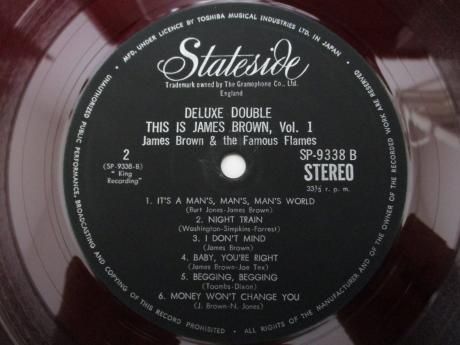 MFD. UNDER LICENCE BY TOSHIBA MUSICAL INDUSTRIES LTD. IN JAPAN.
ALL RIGHTS OF THE MANUFACTURER AND OF THE OWNER OF THE RECORDED WORK ARE RESERVED
UNAUTHORIZED PUBLIC PERFORMANCE, BROADCASTING AND COPYING OF THIS RECORD PROHIBITED
Stateside
Trademark owned by The Gramophone Co., Ltd.
England
DELUXE DOUBLE
THIS IS JAMES BROWN, Vol. 1
James Brown & the Famous Flames
2
(SP-9338-B)
" King
Recording"
SP-9338 B
STEREO
33⅓ r. p. m.
1. IT'S A MAN'S, MAN'S, MAN'S WORLD
(Burt Jones-James Brown)
2. NIGHT TRAIN
(Washington-Simpkins-Forrest)
3. I DON'T MIND
(James Brown)
4. BABY, YOU'RE RIGHT
(James Brown-Joe Tex)
5. BEGGING, BEGGING
(Toombs-Dixon)
6. MONEY WON'T CHANGE YOU
(J. Brown-N. Jones)